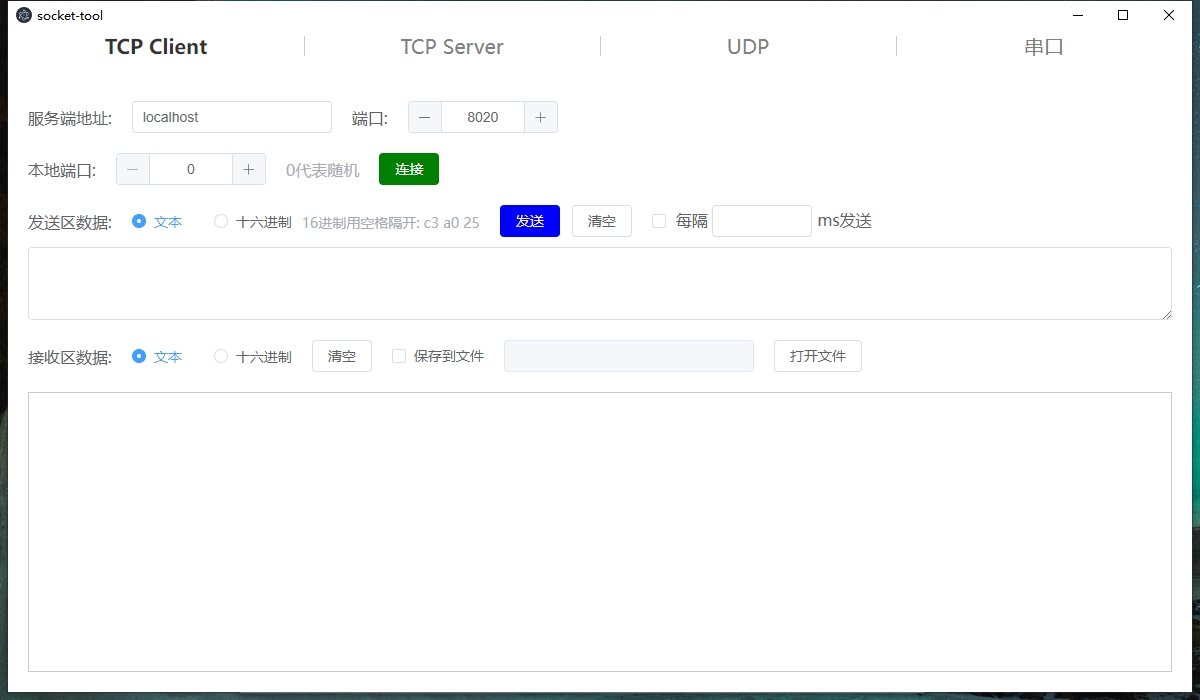 socket-tool
TCP Client TCP Server UDP 串口
服务端地址: localhost 端口: 8020
本地端口: 0 0代表随机 连接
发送区数据: 文本 十六进制 16进制用空格隔开: c3 a0 25 发送 清空 每隔 ms发送
接收区数据: 文本 十六进制 清空 保存到文件 打开文件